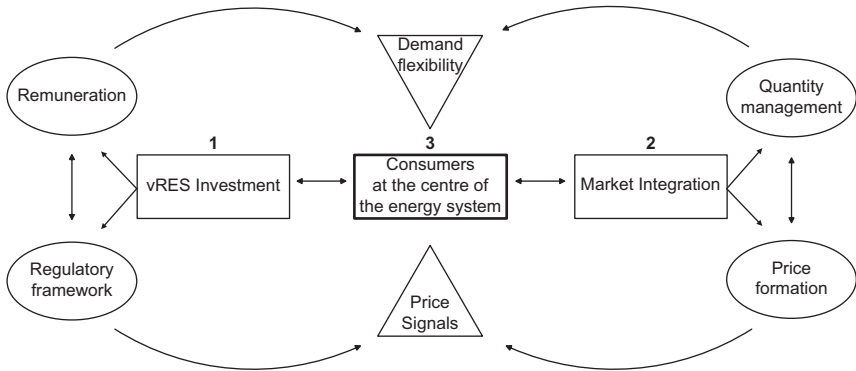 Demand
flexibility
Remuneration
Quantity
management
1
3
2
vRES Investment
Consumers
at the centre of
the energy system
Market Integration
Regulatory
framework
Price
Signals
Price
formation